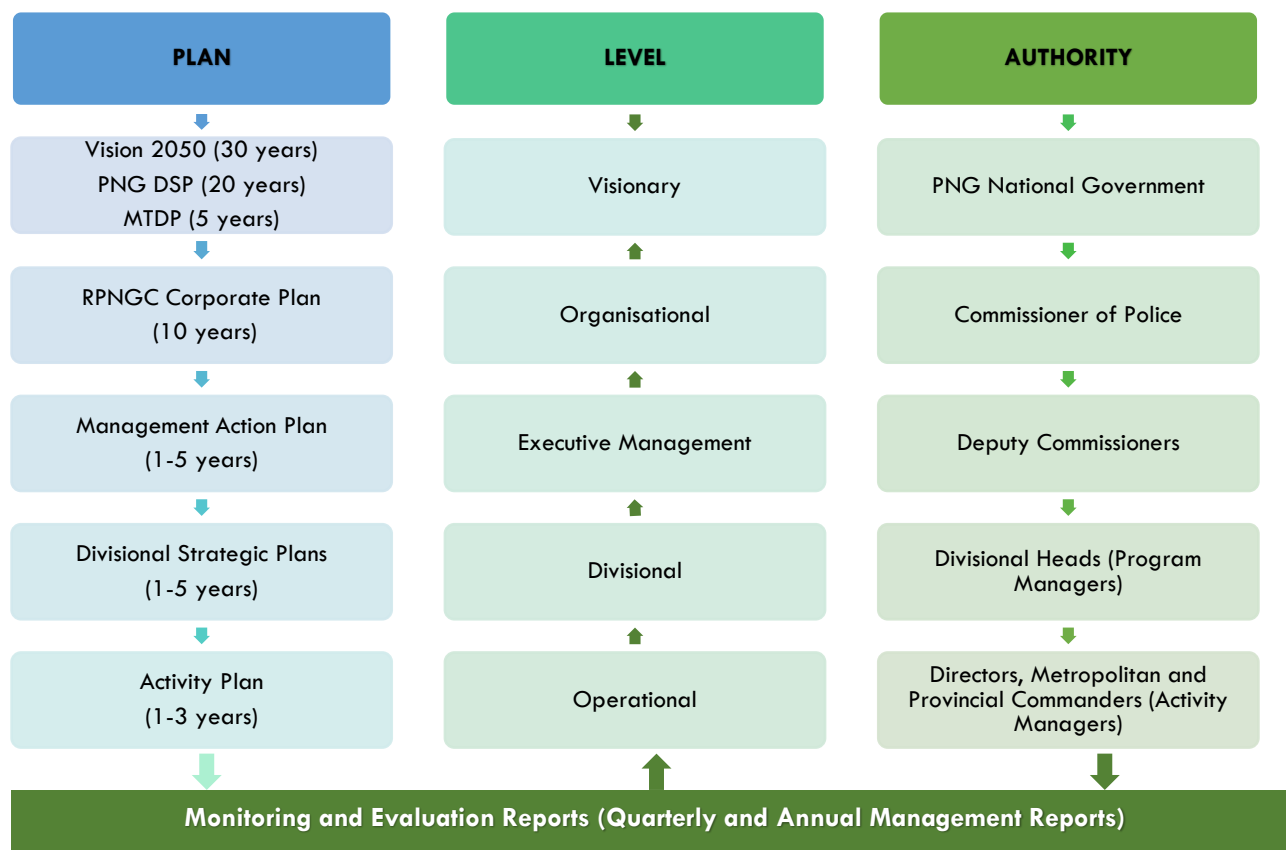 PLAN
LEVEL
AUTHORITY
Vision 2050 (30 years)
PNG DSP (20 years)
MTDP (5 years)
Visionary
PNG National Government
RPNGC Corporate Plan
(10 years)
Organisational
Commissioner of Police
Management Action Plan
(1-5 years)
Executive Management
Deputy Commissioners
Divisional Strategic Plans
(1-5 years)
Divisional
Divisional Heads (Program
Managers)
Activity Plan
(1-3 years)
Operational
Directors, Metropolitan and
Provincial Commanders (Activity
Managers)
Monitoring and Evaluation Reports (Quarterly and Annual Management Reports)